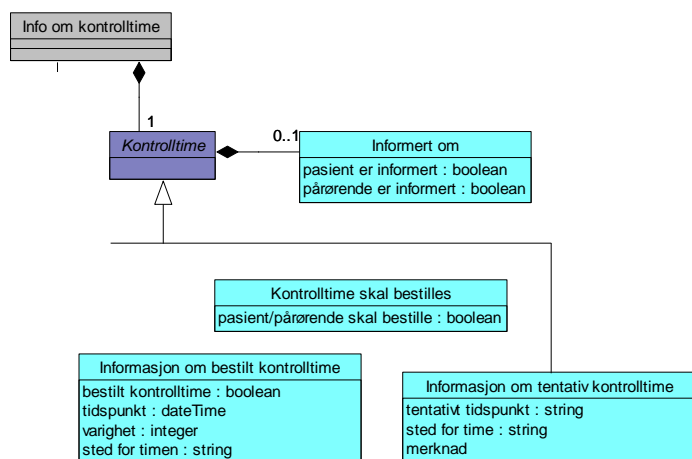 Info om kontrolltime
1
Kontrolltime
0..1
Informert om
pasient er informert : boolean
pårørende er informert : boolean
Kontrolltime skal bestilles
pasient/pårørende skal bestille : boolean
Informasjon om bestilt kontrolltime
bestilt kontrolltime : boolean
tidspunkt : dateTime
varighet : integer
sted for timen : string
Informasjon om tentativ kontrolltime
tentativt tidspunkt : string
sted for time : string
merknad